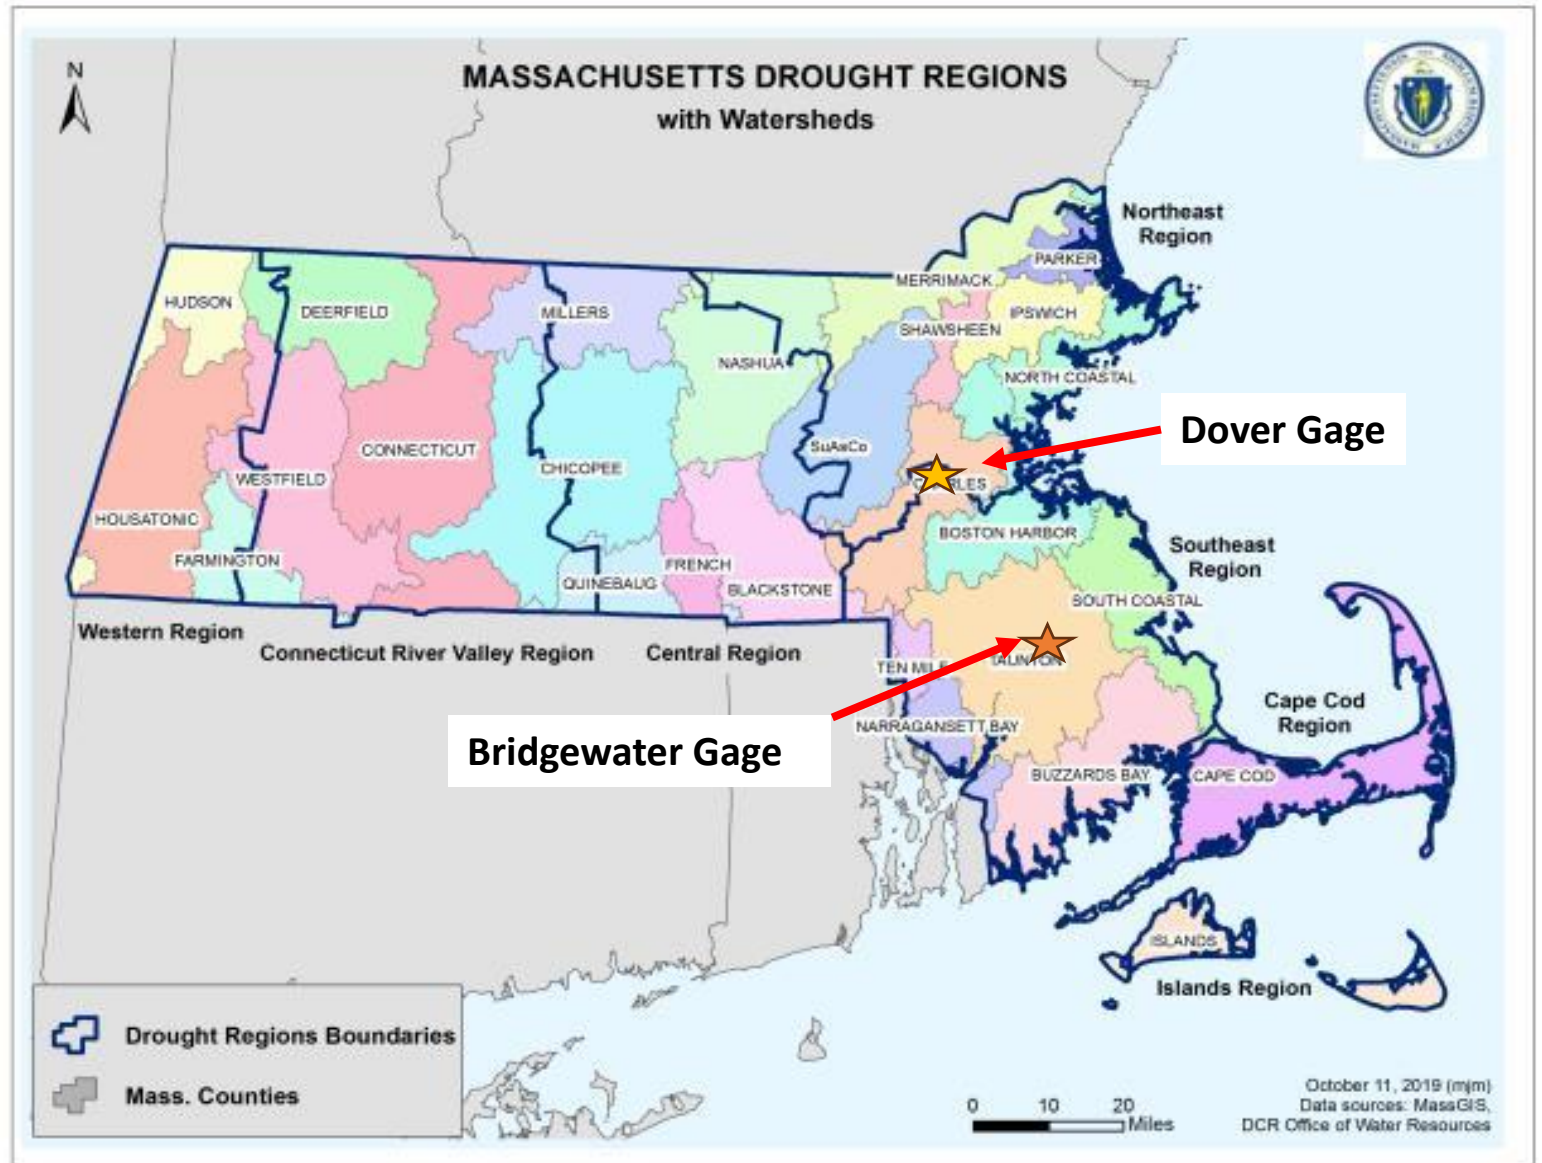 N
MASSACHUSETTS DROUGHT REGIONS
with Watersheds
Northeast
Region
PARKER
MERRIMACK
HUDSON
DEERFIELD
MILLERS
IPSWICH
SHAWSHEEN
NASHUA
NORTH COASTAL
Dover Gage
CONNECTICUT
SuAsCo
CHICOPEE
WESTFIELD
HOUSATONIC
BOSTON HARBOR
Southeast
Region
FARMINGTON
FRENCH
QUINEBAUG
BLACKSTONE
SOUTH COASTAL
Western Region
Connecticut River Valley Region
Central Region
TEN MILE
TAUNTON
Cape Cod
Region
NARRAGANSETT BAY
Bridgewater Gage
BUZZARDS BAY
CAPE COD
ISLANDS
Islands Region
Drought Regions Boundaries
Mass. Counties
0 10 20
Miles
October 11, 2019 (mjm)
Data sources: MassGIS,
DCR Office of Water Resources